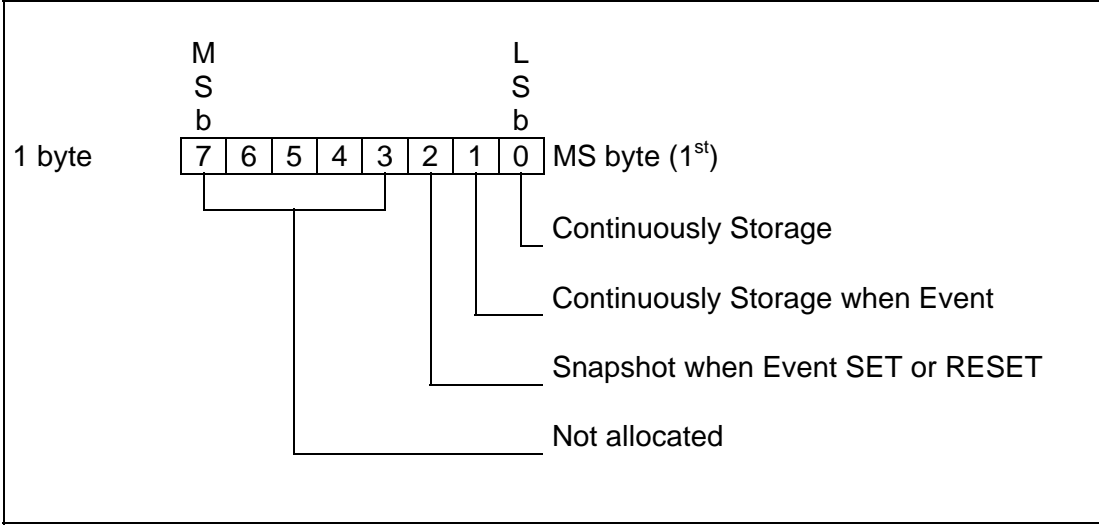 M L
S S
b b
1 byte 7 6 5 4 3 2 1 0 MS byte (1st)
Continuously Storage
Continuously Storage when Event
Snapshot when Event SET or RESET
Not allocated